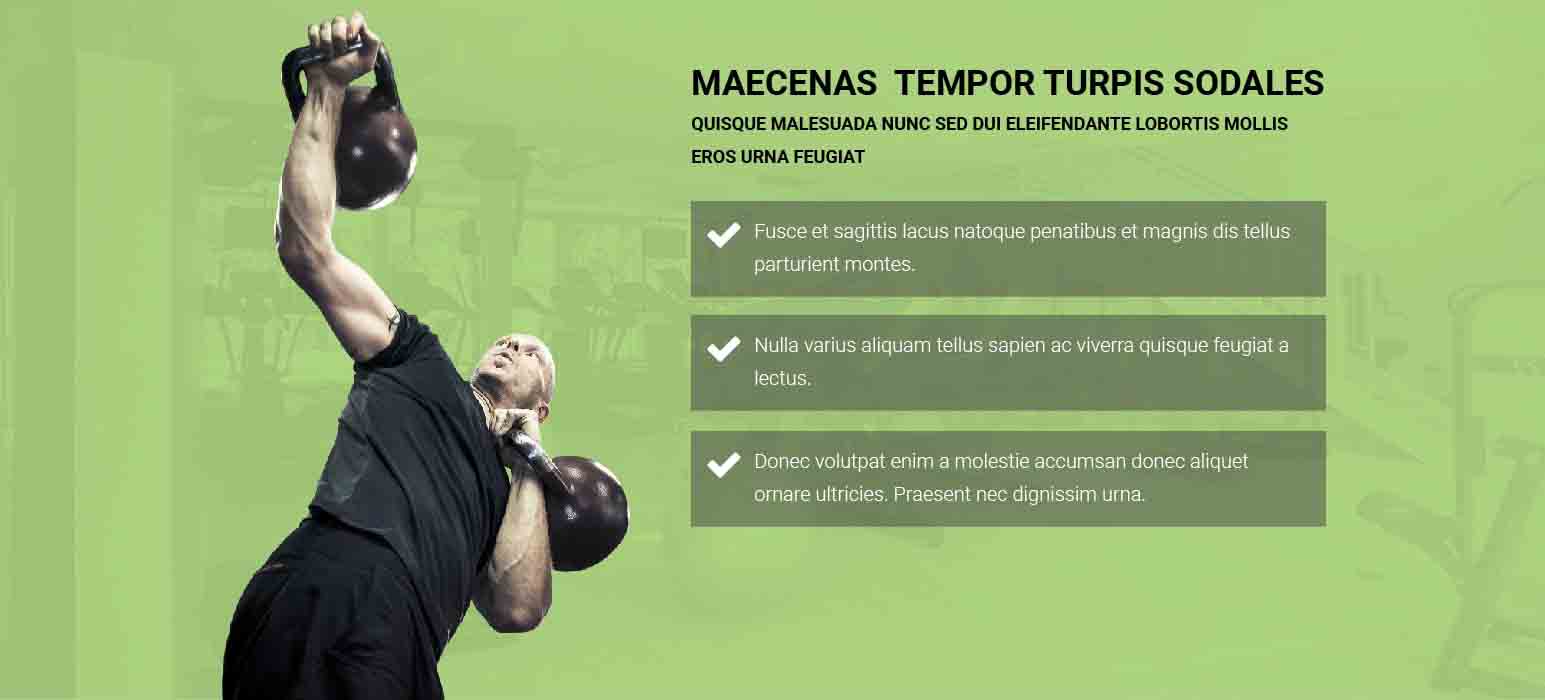 MAECENAS  TEMPOR TURPIS SODALES
QUISQUE MALESUADA NUNC SED DUI ELEIFENDANTE LOBORTIS MOLLIS
EROS URNA FEUGIAT
Fusce et sagittis lacus natoque penatibus et magnis dis tellus
parturient montes.
Nulla varius aliquam tellus sapien ac viverra quisque feugiat a
lectus.
Donec volutpat enim a molestie accumsan donec aliquet
ornare ultricies. Praesent nec dignissim urna.